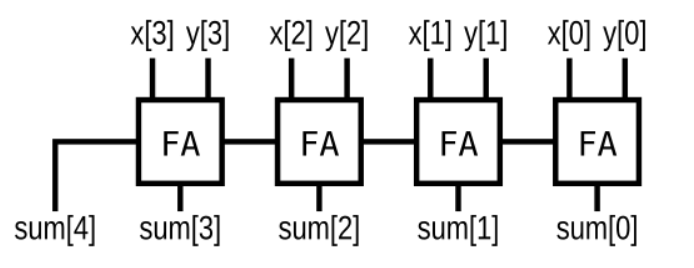 x[3] y[3] x[2] y[2] x[1] y[1] x[0] y[0]
FA FA FA FA
sum[4] sum[3] sum[2] sum[1] sum[0]